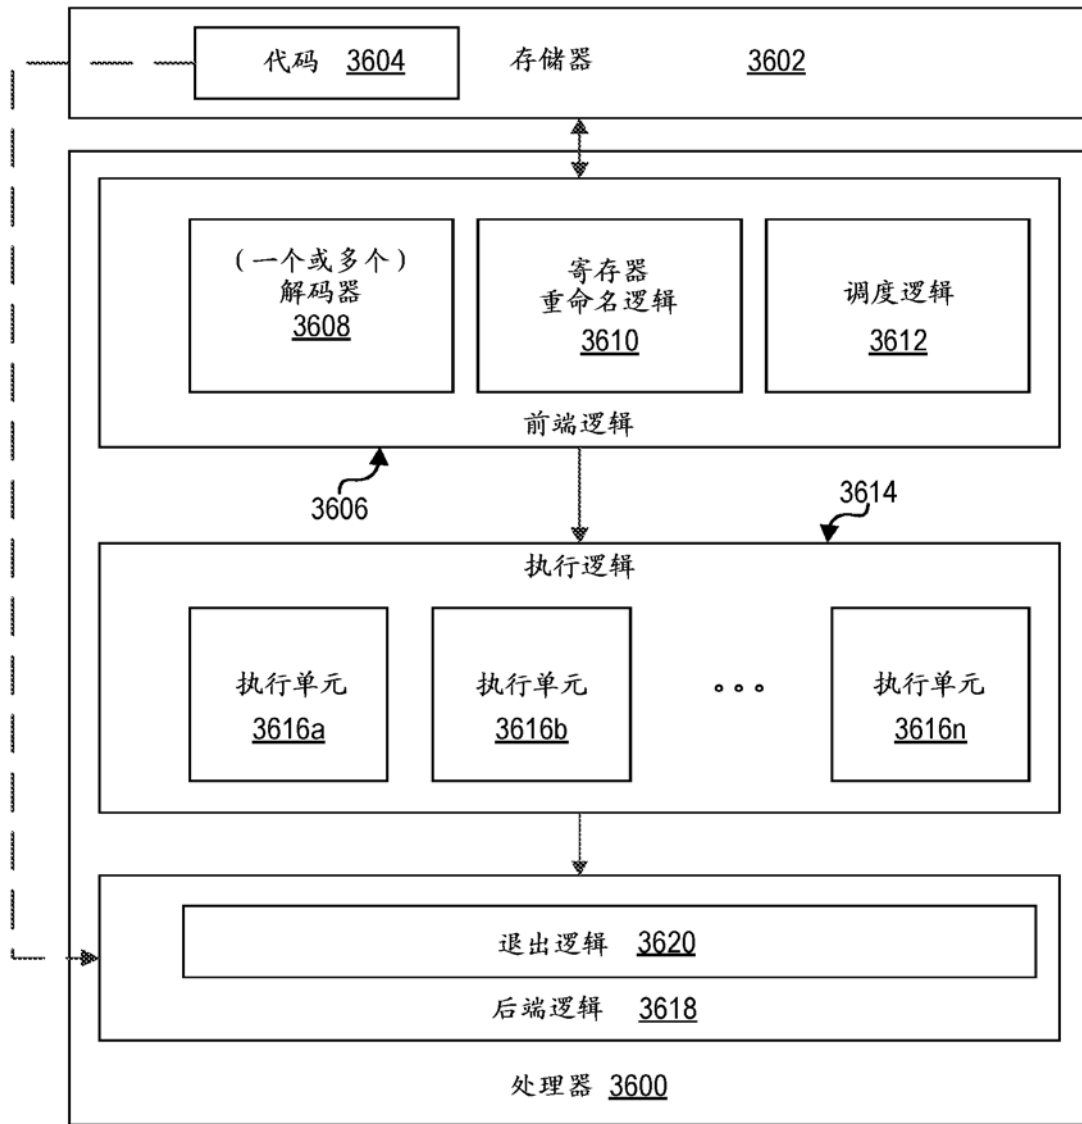 代码 3604 存储器 3602
（一个或多个）
解码器
3608
寄存器
重命名逻辑
3610
调度逻辑
3612
前端逻辑
3606
3614
执行逻辑
执行单元
3616a
执行单元
3616b
执行单元
3616n
退出逻辑 3620
后端逻辑 3618
处理器 3600